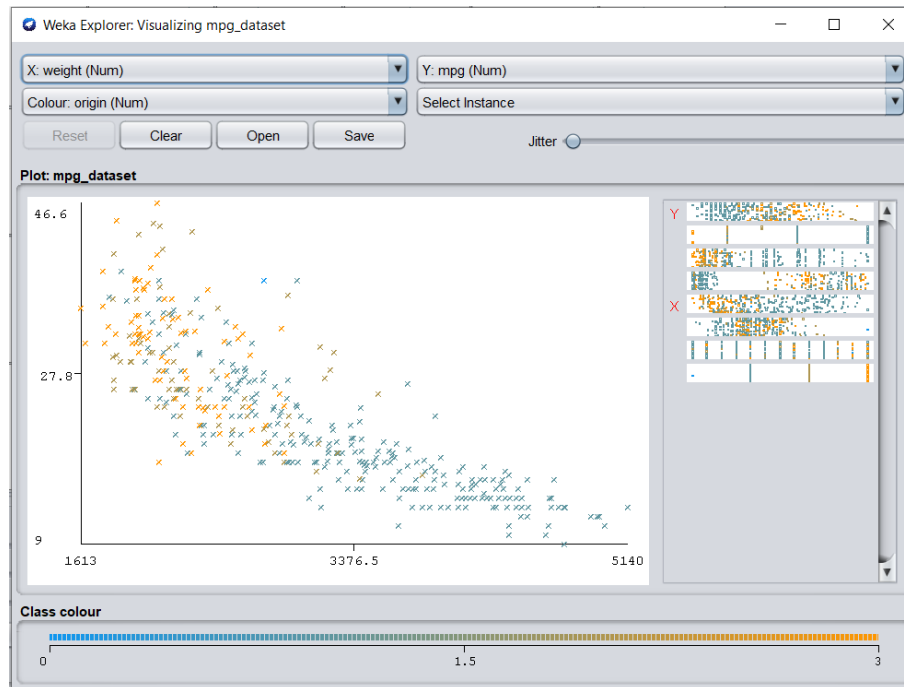 Weka Explorer: Visualizing mpg_dataset
X: weight (Num)
Y: mpg (Num)
Colour: origin (Num)
Select Instance
Reset
Clear
Open
Save
Jitter
Plot: mpg_dataset
46.6
27.8
9
1613
3376.5
5140
Y
X
Class colour
0
1.5
3